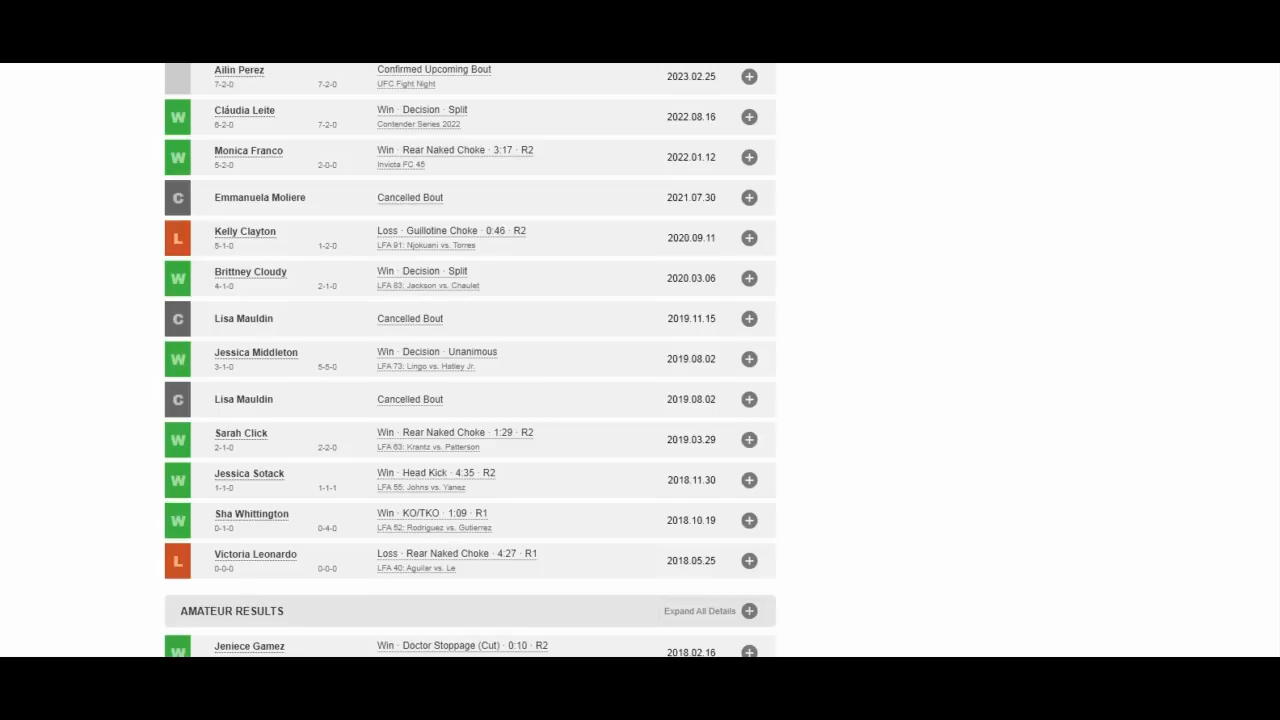 Ailin Perez
Confirmed Upcoming Bout
2023.02.25
7-2-0
7-2-0
UFC Fight Night
W
Cláudia Leite
Win · Decision · Split
2022.08.16
6-2-0
7-2-0
Contender Series 2022
W
Monica Franco
Win · Rear Naked Choke · 3:17 · R2
2022.01.12
5-2-0
2-0-0
Invicta FC 45
C
Emmanuela Moliere
Cancelled Bout
2021.07.30
L
Kelly Clayton
Loss · Guillotine Choke · 0:46 · R2
2020.09.11
5-1-0
1-2-0
LFA 91: Njokuani vs. Torres
W
Brittney Cloudy
Win · Decision · Split
2020.03.06
4-1-0
2-1-0
LFA 83: Jackson vs. Chaulet
C
Lisa Mauldin
Cancelled Bout
2019.11.15
W
Jessica Middleton
Win · Decision · Unanimous
2019.08.02
3-1-0
5-5-0
LFA 73: Lingo vs. Hatley Jr.
C
Lisa Mauldin
Cancelled Bout
2019.08.02
W
Sarah Click
Win · Rear Naked Choke · 1:29 · R2
2019.03.29
2-1-0
2-2-0
LFA 63: Krantz vs. Patterson
W
Jessica Sotack
Win · Head Kick · 4:35 · R2
2018.11.30
1-1-0
1-1-1
LFA 55: Johns vs. Yanez
W
Sha Whittington
Win · KO/TKO · 1:09 · R1
2018.10.19
0-1-0
0-4-0
LFA 52: Rodriguez vs. Gutierrez
L
Victoria Leonardo
Loss · Rear Naked Choke · 4:27 · R1
2018.05.25
0-0-0
0-0-0
LFA 40: Aguilar vs. Le
AMATEUR RESULTS
Expand All Details
W
Jeniece Gamez
Win · Doctor Stoppage (Cut) · 0:10 · R2
2018.02.16